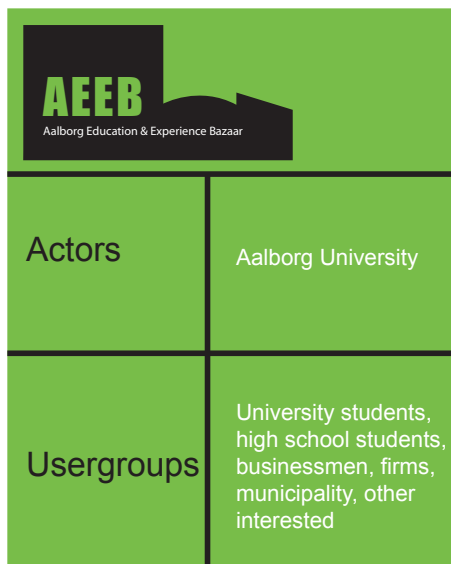 AEEB
Aalborg Education & Experience Bazaar
Actors
Aalborg University
Usergroups
University students,
high school students,
businessmen, firms,
municipality, other
interested